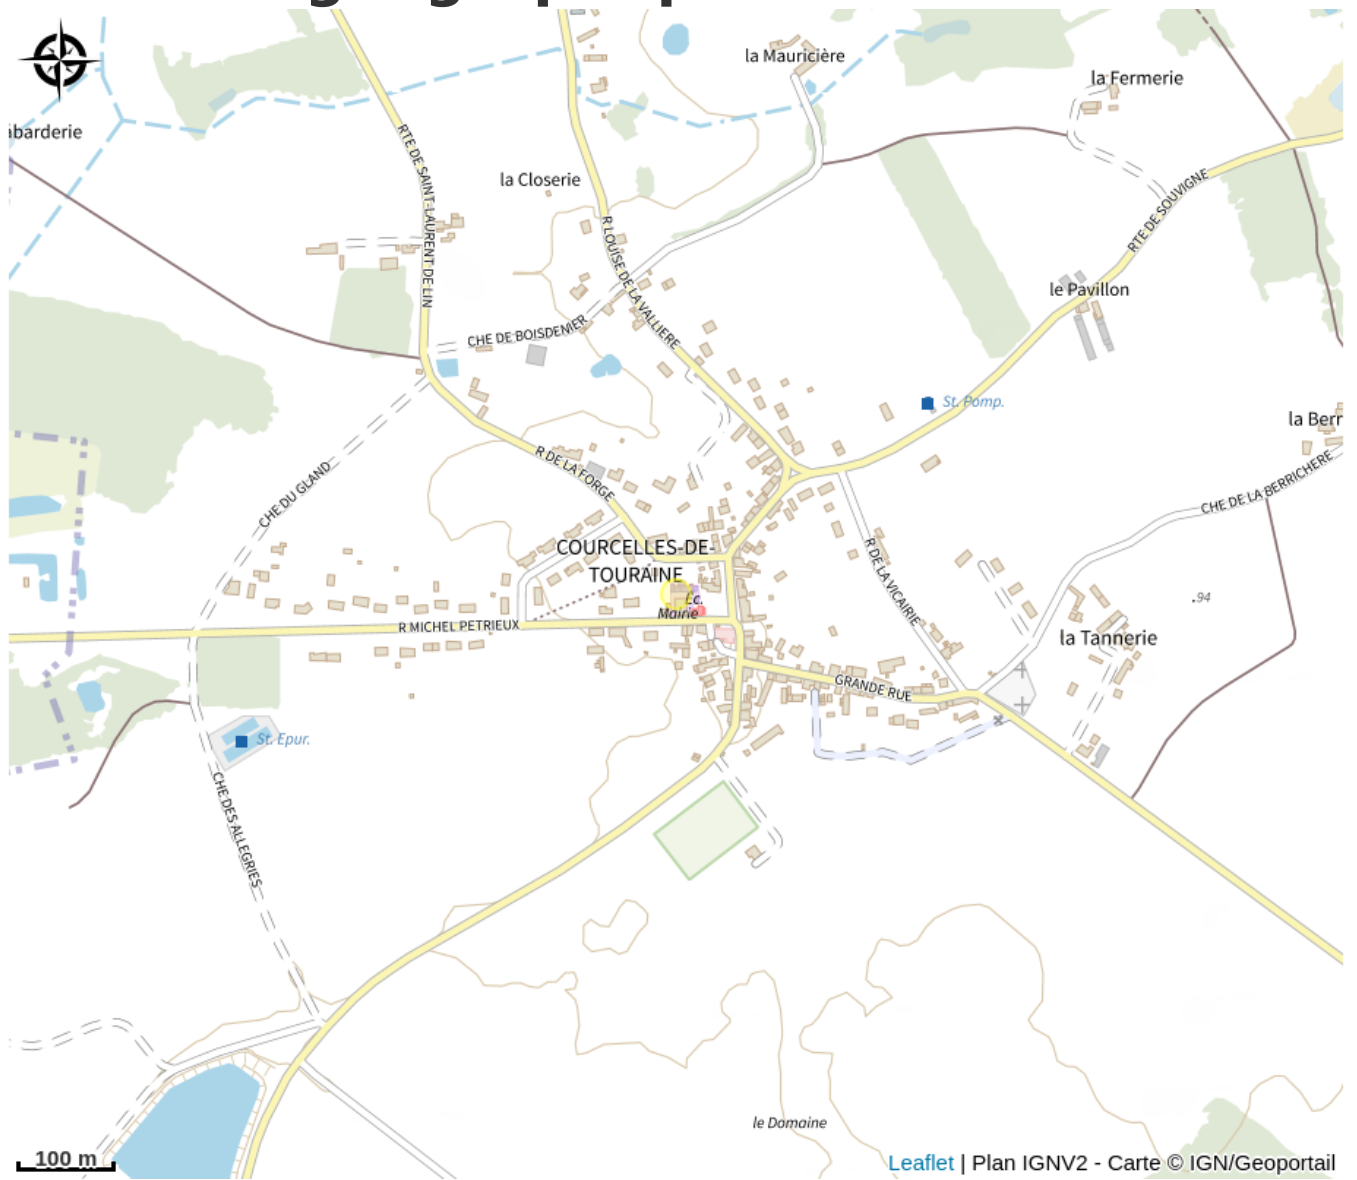 la Mauricière
la Fermerie
abarderie
RTE DE SAINT-LAURENT DE LIN
la Closerie
RTE DE SOUVIGNE
R LOUISE DE LA VALLIERE
le Pavillon
CHE DE BOISDENIER
St. Pomp.
la Berr
R DE LA FORGE
CHE DU GLAND
CHE DE LA BERRICHERE
COURCELLES-DE-
TOURAINE
R DE LA VICAIRIE
Ec.
Mairie
94
R MICHEL PETRIEUX
la Tannerie
GRANDE RUE
St. Epur.
CHE DES ALLEGRIES
le Domaine
100 m
Leaflet | Plan IGNV2 - Carte © IGN/Geoportail